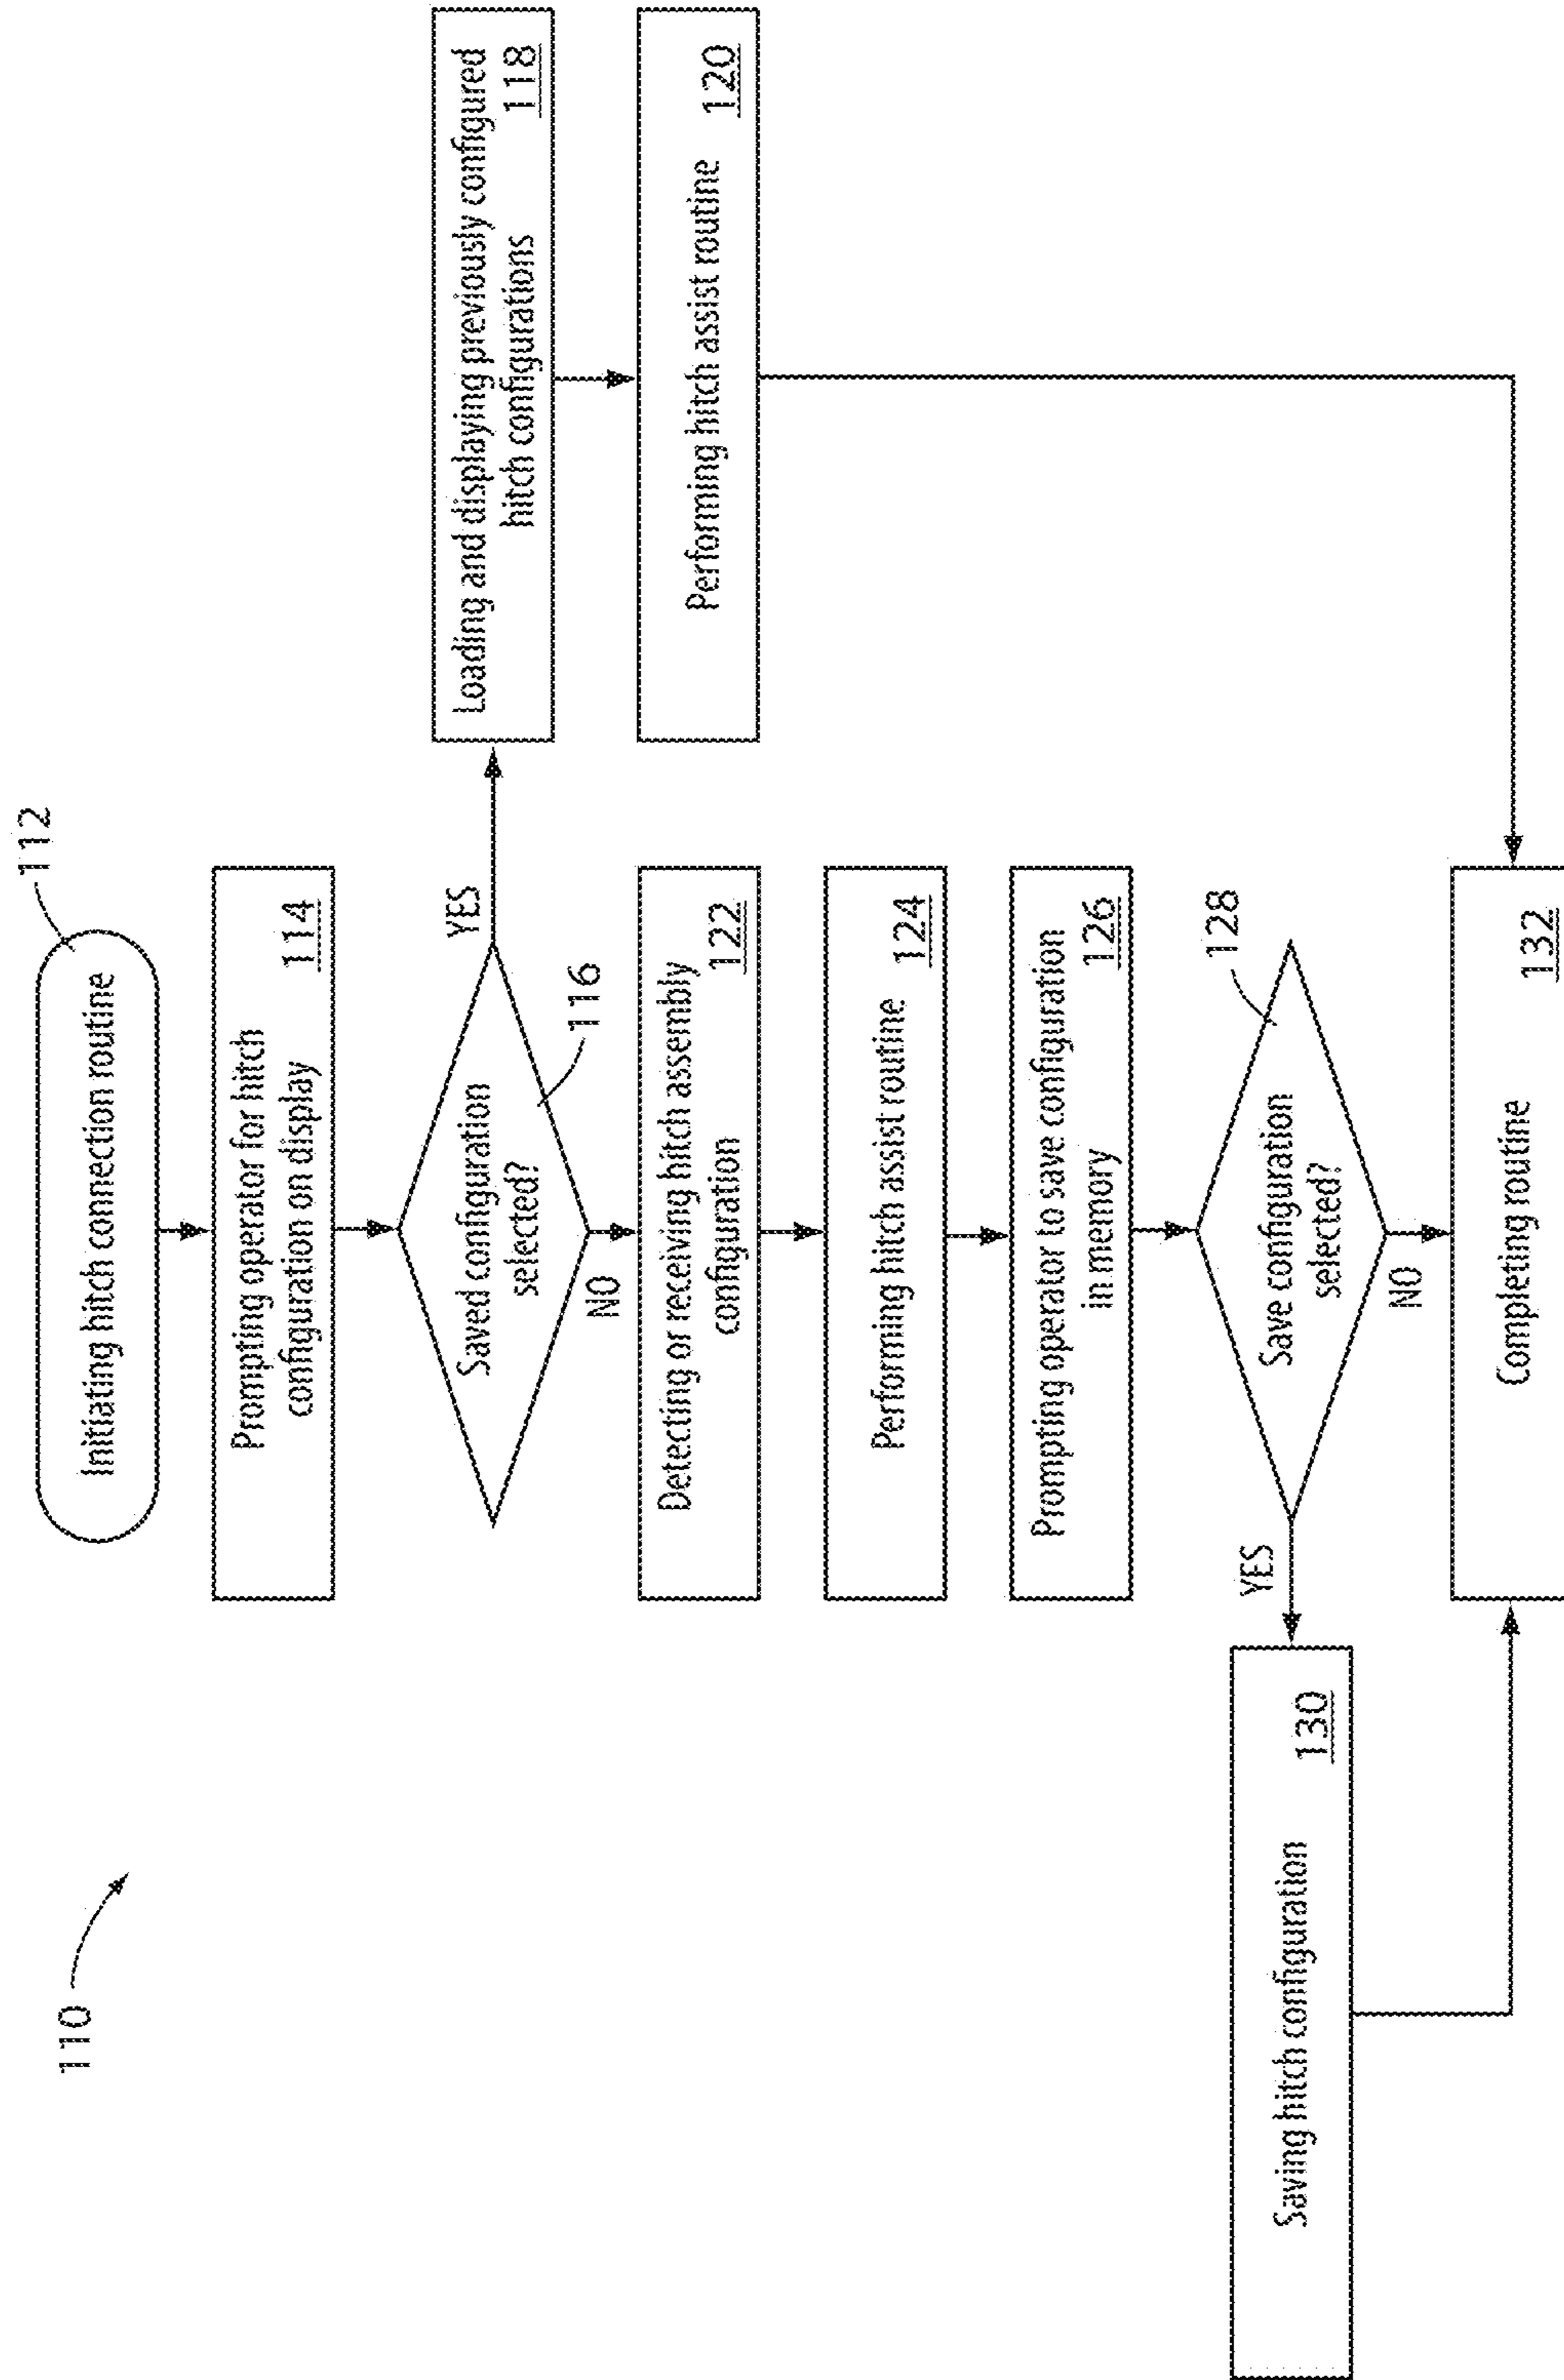 110
112
Initiating hitch connection routine
Prompting operator for hitch
configuration on display
114
Saved configuration
selected?
116
YES
NO
Loading and displaying previously configured
hitch configurations
118
Performing hitch assist routine
120
Detecting or receiving hitch assembly
configuration
122
Performing hitch assist routine
124
Prompting operator to save configuration
in memory
126
Save configuration
selected?
128
YES
NO
Saving hitch configuration
130
Completing routine
132